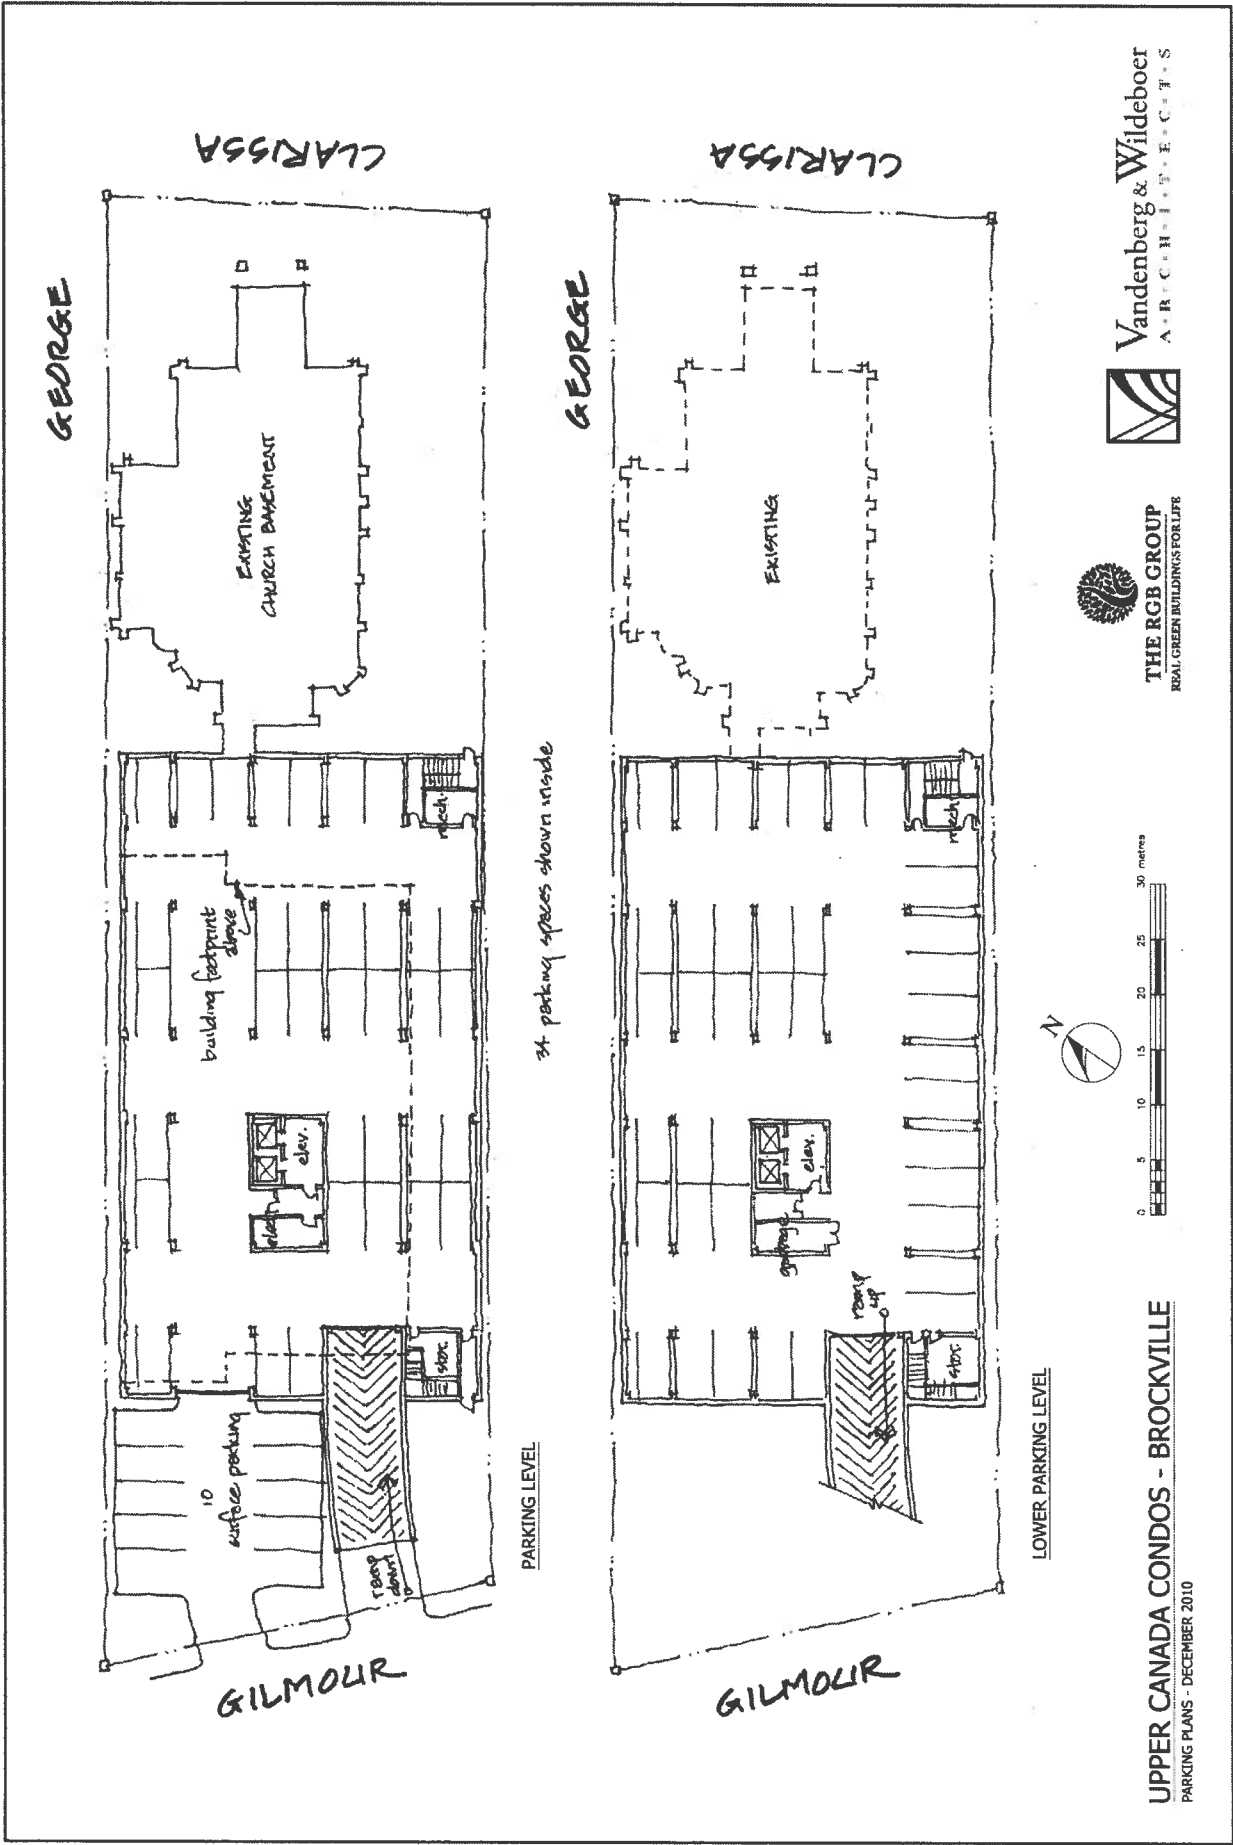 GEORGE
CLARISSA
EXISTING
CHURCH BASEMENT
building footprint
above
mech.
elev.
elect.
stor.
10
surface parking
ramp
down
GILMOUR
PARKING LEVEL
34 parking spaces shown inside
GEORGE
CLARISSA
EXISTING
mech.
elev.
garbage
ramp
up
stor.
GILMOUR
LOWER PARKING LEVEL
N
0 5 10 15 20 25 30 metres
UPPER CANADA CONDOS - BROCKVILLE
PARKING PLANS - DECEMBER 2010
THE RGB GROUP
REAL GREEN BUILDINGS FOR LIFE
Vandenberg & Wildeboer
A • R • C • H • I • T • E • C • T • S